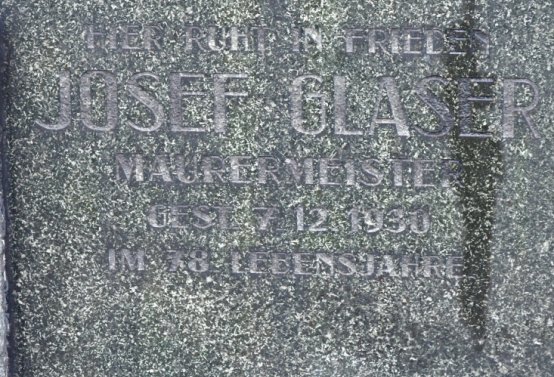 HIER RUHT IN FRIEDEN
JOSEF GLASER
MAURERMEISTER
GEST. 7. 12. 1930
IM 78. LEBENSJAHRE